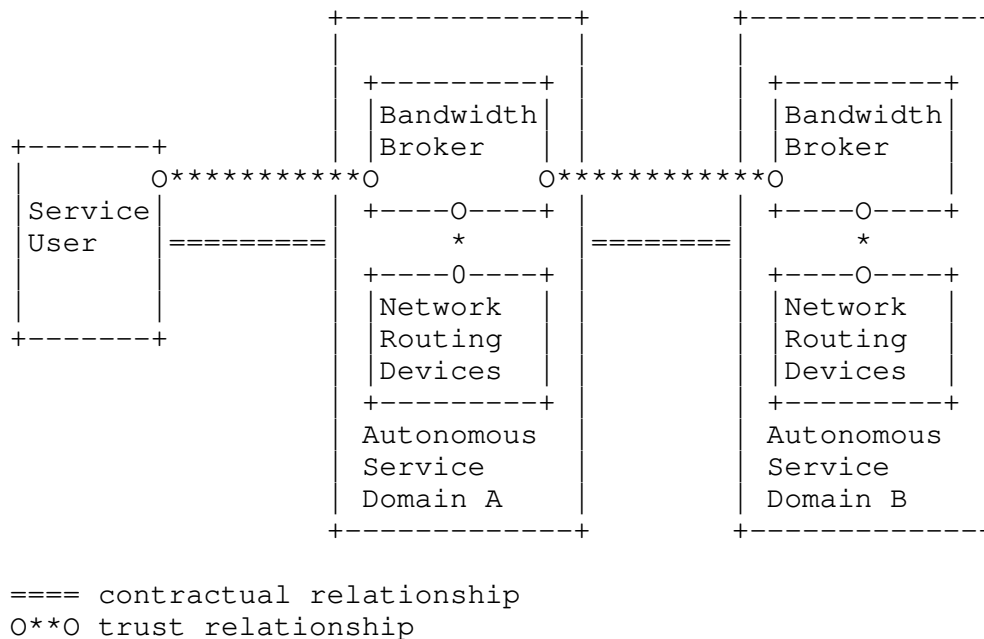 Bandwidth Bandwidth
Broker Broker
Service
User
Network Network
Routing Routing
Devices Devices
Autonomous Autonomous
Service Service
Domain A Domain B
==== contractual relationship
O**O trust relationship